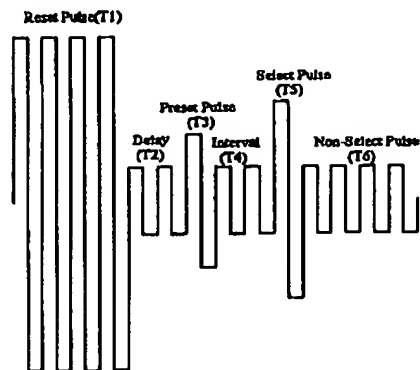 Reset Pulse(T1)
Select Pulse
(T5)
Preset Pulse
(T3)
Delay
(T2)
Interval
(T4)
Non-Select Pulse
(T6)